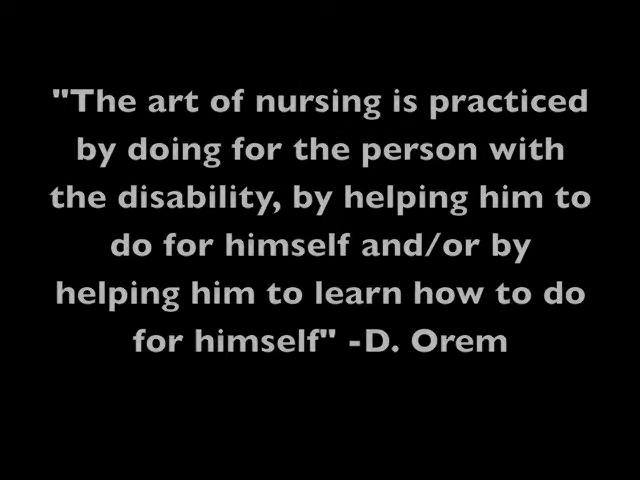 "The art of nursing is practiced
by doing for the person with
the disability, by helping him to
do for himself and/or by
helping him to learn how to do
for himself" -D. Orem